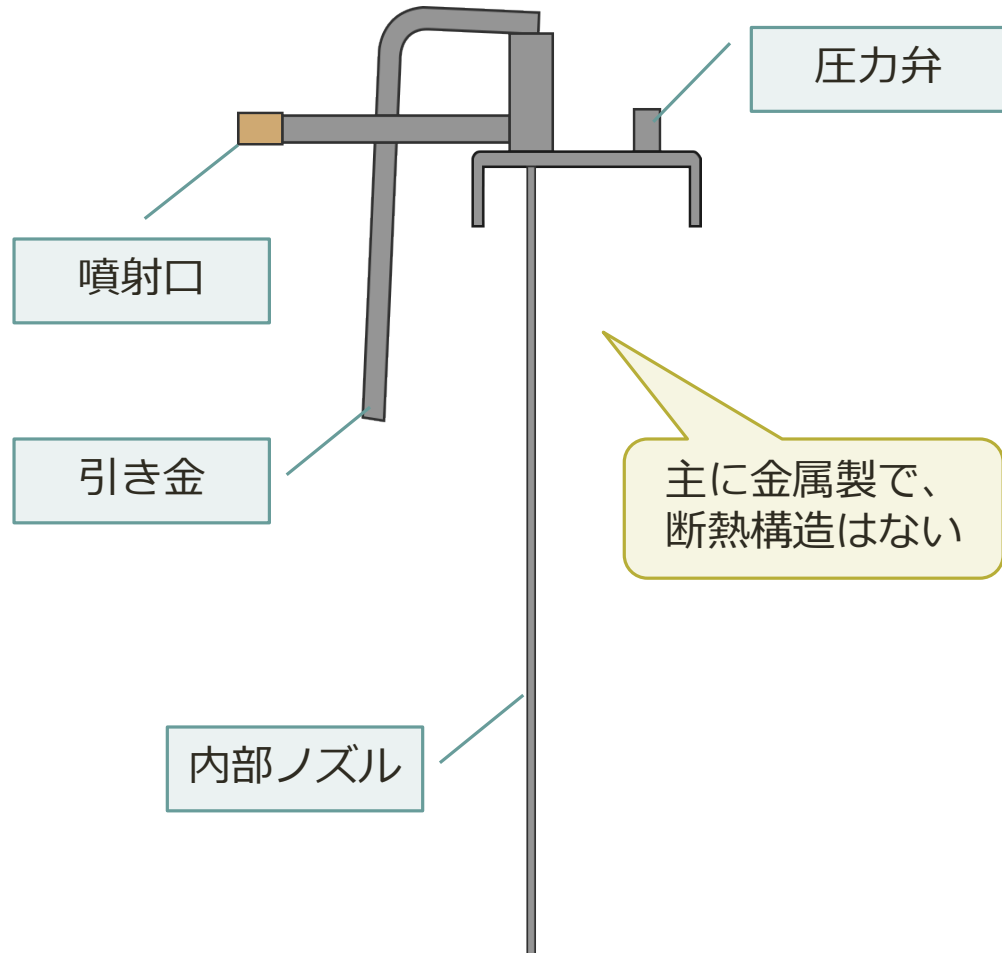 圧力弁
噴射口
引き金
主に金属製で、
断熱構造はない
内部ノズル